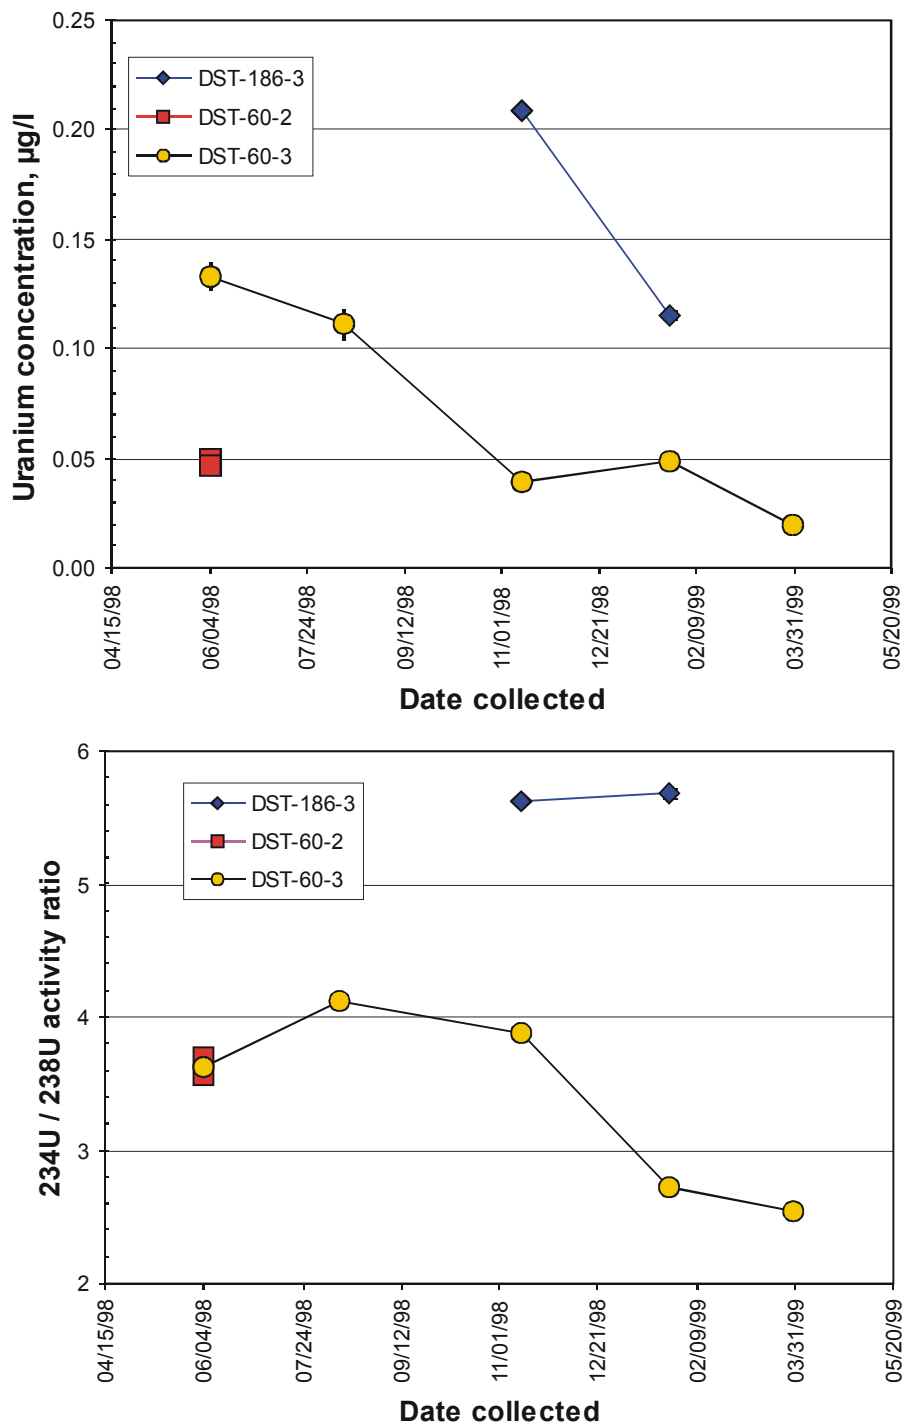 0.25
0.20
0.15
0.10
0.05
0.00
Uranium concentration, µg/l
DST-186-3
DST-60-2
DST-60-3
04/15/98
06/04/98
07/24/98
09/12/98
11/01/98
12/21/98
02/09/99
03/31/99
05/20/99
Date collected
6
5
4
3
2
234U / 238U activity ratio
DST-186-3
DST-60-2
DST-60-3
04/15/98
06/04/98
07/24/98
09/12/98
11/01/98
12/21/98
02/09/99
03/31/99
05/20/99
Date collected